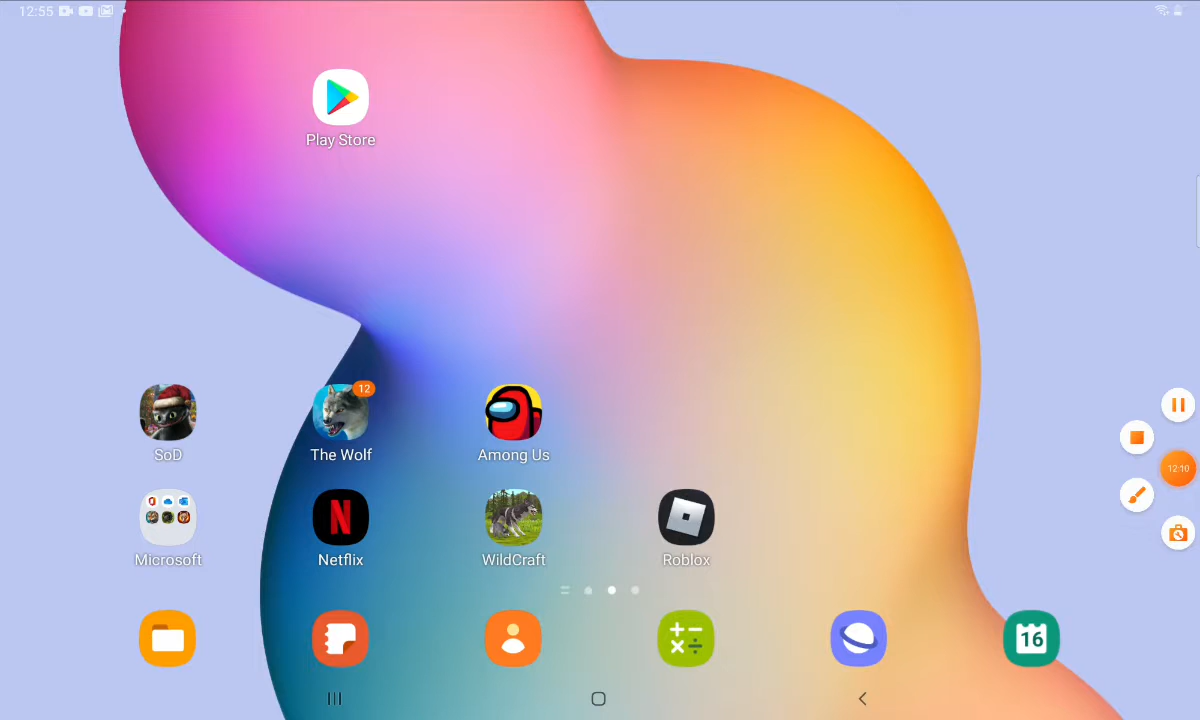 12:55
Play Store
12
SoD
The Wolf
Among Us
12:10
N
Microsoft
Netflix
WildCraft
Roblox
16